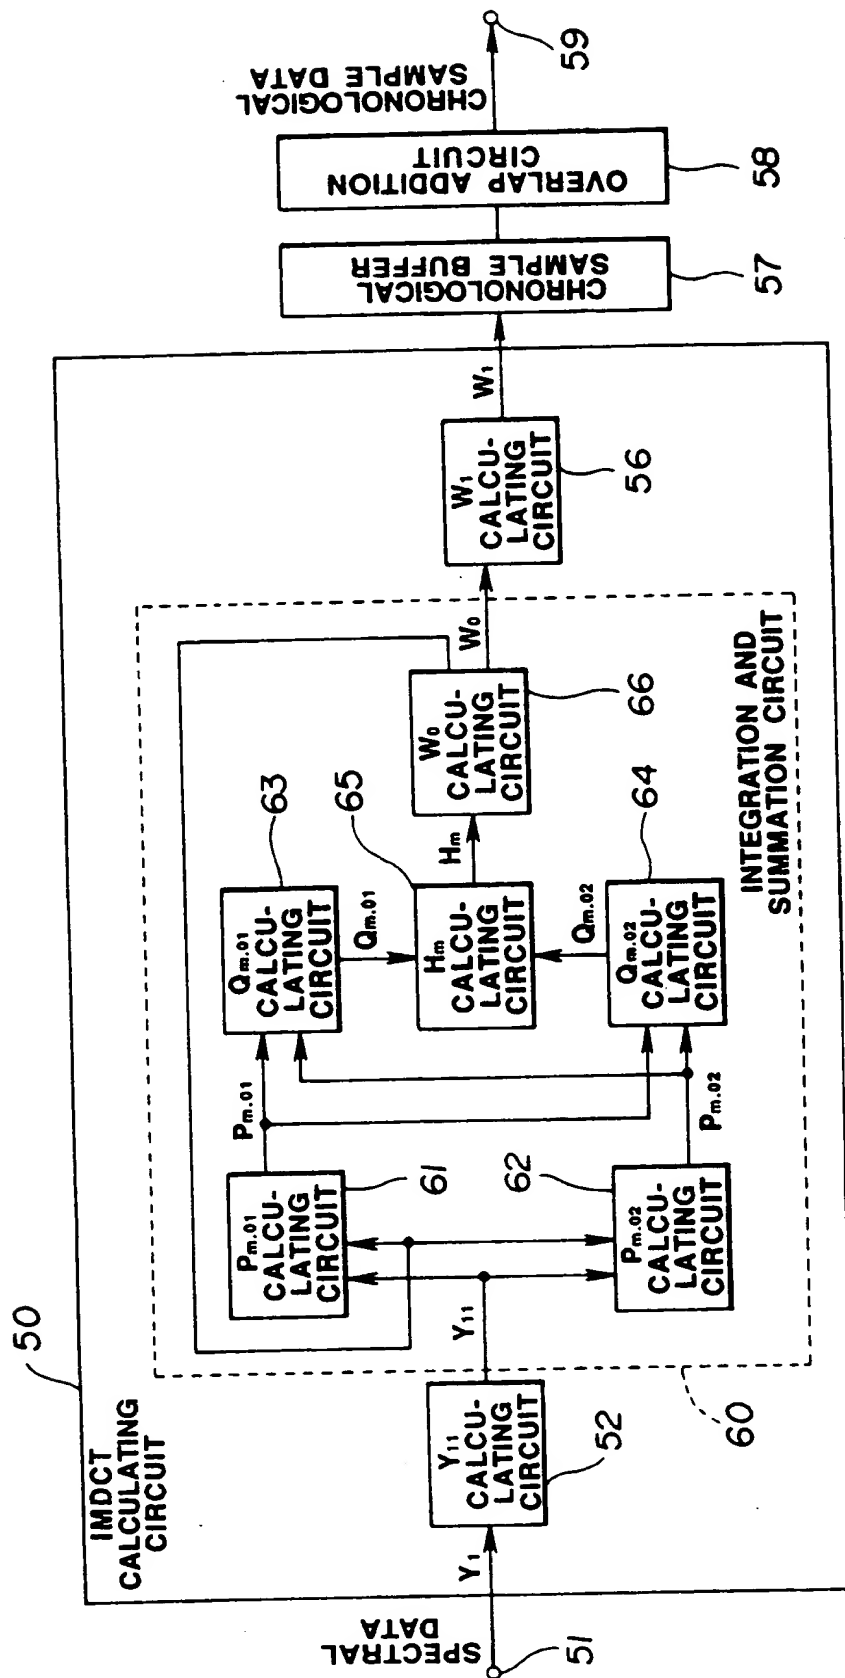 50
IMDCT
CALCULATING
CIRCUIT
SPECTRAL
DATA
51
Y₁
Y₁₁
CALCU-
LATING
CIRCUIT
52
Y₁₁
60
Pm.01
CALCU-
LATING
CIRCUIT
61
Pm.02
CALCU-
LATING
CIRCUIT
62
Pm.01
Pm.02
Qm.01
CALCU-
LATING
CIRCUIT
63
Qm.01
Hm
CALCU-
LATING
CIRCUIT
65
Qm.02
Qm.02
CALCU-
LATING
CIRCUIT
64
Hm
W₀
CALCU-
LATING
CIRCUIT
66
W₀
INTEGRATION AND
SUMMATION CIRCUIT
W₁
CALCU-
LATING
CIRCUIT
56
W₁
CHRONOLOGICAL
SAMPLE BUFFER
57
OVERLAP ADDITION
CIRCUIT
58
CHRONOLOGICAL
SAMPLE DATA
59